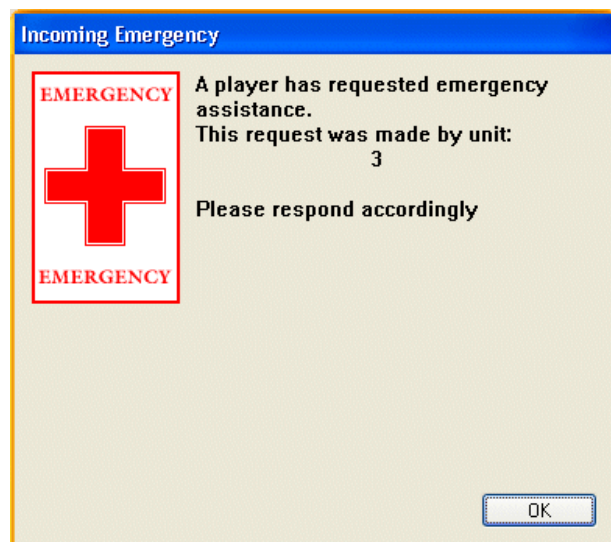 Incoming Emergency
EMERGENCY
EMERGENCY
A player has requested emergency
assistance.
This request was made by unit:
3
Please respond accordingly
OK